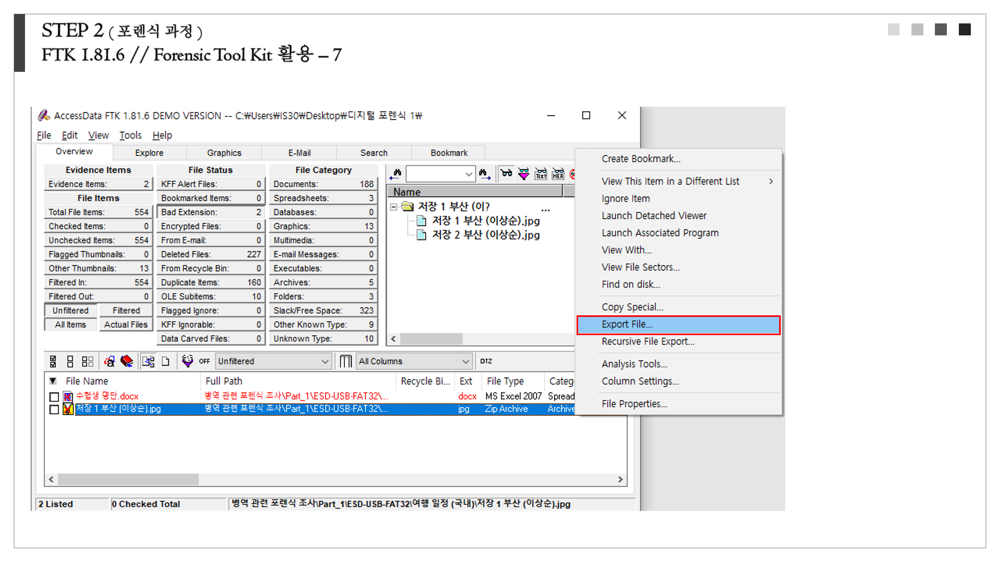 STEP 2 ( 포렌식 과정 )
FTK 1.81.6 // Forensic Tool Kit 활용 – 7
AccessData FTK 1.81.6 DEMO VERSION -- C:₩Users₩IS30₩Desktop₩디지털 포렌식 1₩
File Edit View Tools Help
Overview Explore Graphics E-Mail Search Bookmark
Evidence Items File Status File Category
Evidence Items: 2 KFF Alert Files: 0 Documents: 188
File Items Bookmarked Items: 0 Spreadsheets: 3
Total File Items: 554 Bad Extension: 2 Databases: 0
Checked Items: 0 Encrypted Files: 0 Graphics: 13
Unchecked Items: 554 From E-mail: 0 Multimedia: 0
Flagged Thumbnails: 0 Deleted Files: 227 E-mail Messages: 0
Other Thumbnails: 13 From Recycle Bin: 0 Executables: 0
Filtered In: 554 Duplicate Items: 160 Archives: 5
Filtered Out: 0 OLE Subitems: 10 Folders: 3
Unfiltered Filtered Flagged Ignore: 0 Slack/Free Space: 323
All Items Actual Files KFF Ignorable: 0 Other Known Type: 9
Data Carved Files: 0 Unknown Type: 10
TEXT HEX
Name
저장 1 부산 (이? ...
저장 1 부산 (이상순).jpg
저장 2 부산 (이상순).jpg
Create Bookmark...
View This Item in a Different List
Ignore Item
Launch Detached Viewer
Launch Associated Program
View With...
View File Sectors...
Find on disk...
Copy Special...
Export File...
Recursive File Export...
Analysis Tools...
Column Settings...
File Properties...
OFF Unfiltered All Columns DTZ
File Name Full Path Recycle Bi... Ext File Type Categ
수험생 명단.docx 병역 관련 포렌식 조사\Part_1\ESD-USB-FAT32\... docx MS Excel 2007 Spread
저장 1 부산 (이상순).jpg 병역 관련 포렌식 조사\Part_1\ESD-USB-FAT32\... jpg Zip Archive Archive
2 Listed 0 Checked Total 병역 관련 포렌식 조사\Part_1\ESD-USB-FAT32\여행 일정 (국내)\저장 1 부산 (이상순).jpg